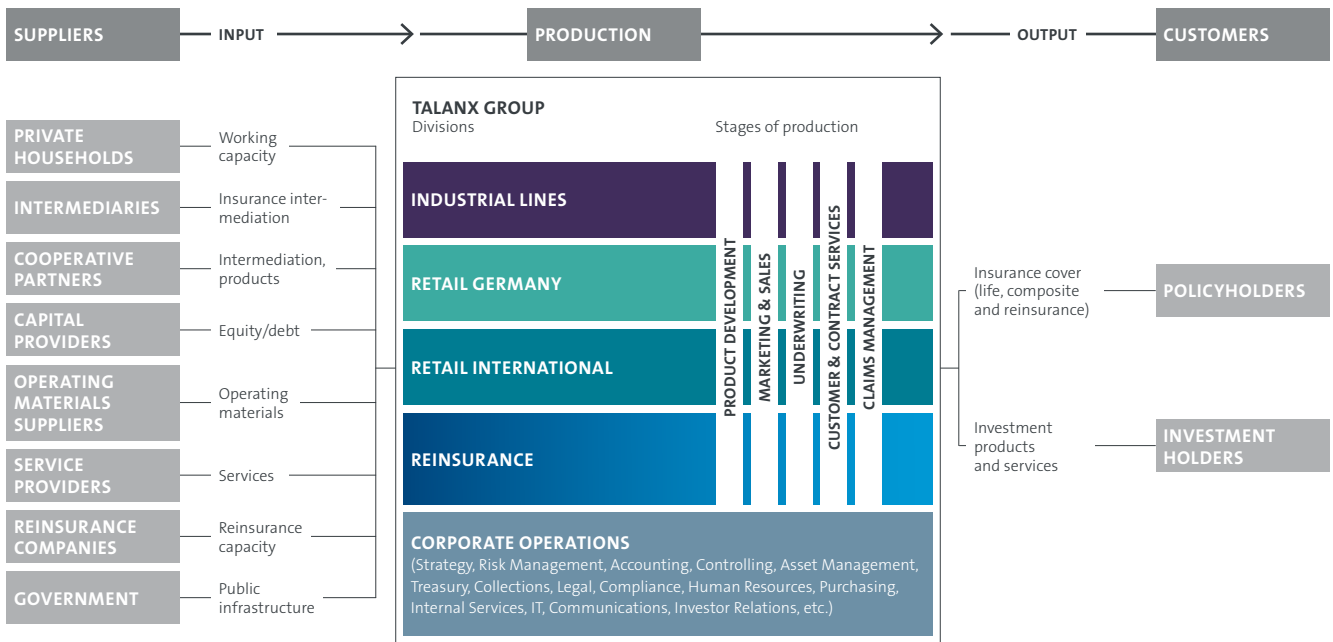 SUPPLIERS
INPUT
PRODUCTION
OUTPUT
CUSTOMERS
PRIVATE
HOUSEHOLDS
Working
capacity
INTERMEDIARIES
Insurance inter-
mediation
COOPERATIVE
PARTNERS
Intermediation,
products
CAPITAL
PROVIDERS
Equity/debt
OPERATING
MATERIALS
SUPPLIERS
Operating
materials
SERVICE
PROVIDERS
Services
REINSURANCE
COMPANIES
Reinsurance
capacity
GOVERNMENT
Public
infrastructure
TALANX GROUP
Divisions
Stages of production
INDUSTRIAL LINES
RETAIL GERMANY
RETAIL INTERNATIONAL
REINSURANCE
PRODUCT DEVELOPMENT
MARKETING & SALES
UNDERWRITING
CUSTOMER & CONTRACT SERVICES
CLAIMS MANAGEMENT
CORPORATE OPERATIONS
(Strategy, Risk Management, Accounting, Controlling, Asset Management,
Treasury, Collections, Legal, Compliance, Human Resources, Purchasing,
Internal Services, IT, Communications, Investor Relations, etc.)
Insurance cover
(life, composite
and reinsurance)
POLICYHOLDERS
Investment
products
and services
INVESTMENT
HOLDERS